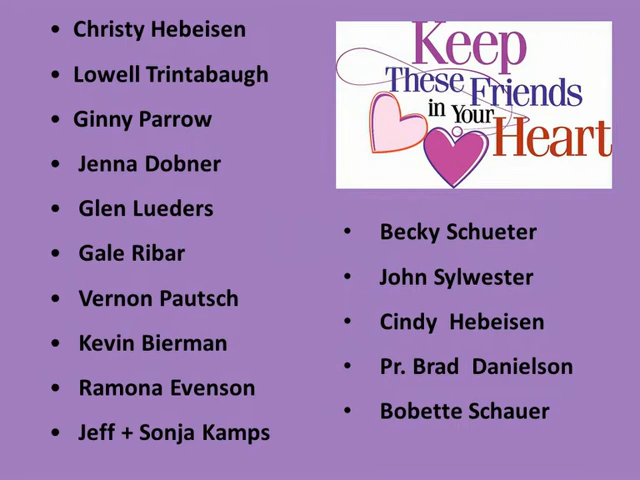 • Christy Hebeisen
• Lowell Trintabaugh
• Ginny Parrow
• Jenna Dobner
• Glen Lueders
• Gale Ribar
• Vernon Pautsch
• Kevin Bierman
• Ramona Evenson
• Jeff + Sonja Kamps
Keep
These Friends
in Your
Heart
• Becky Schueter
• John Sylwester
• Cindy  Hebeisen
• Pr. Brad  Danielson
• Bobette Schauer